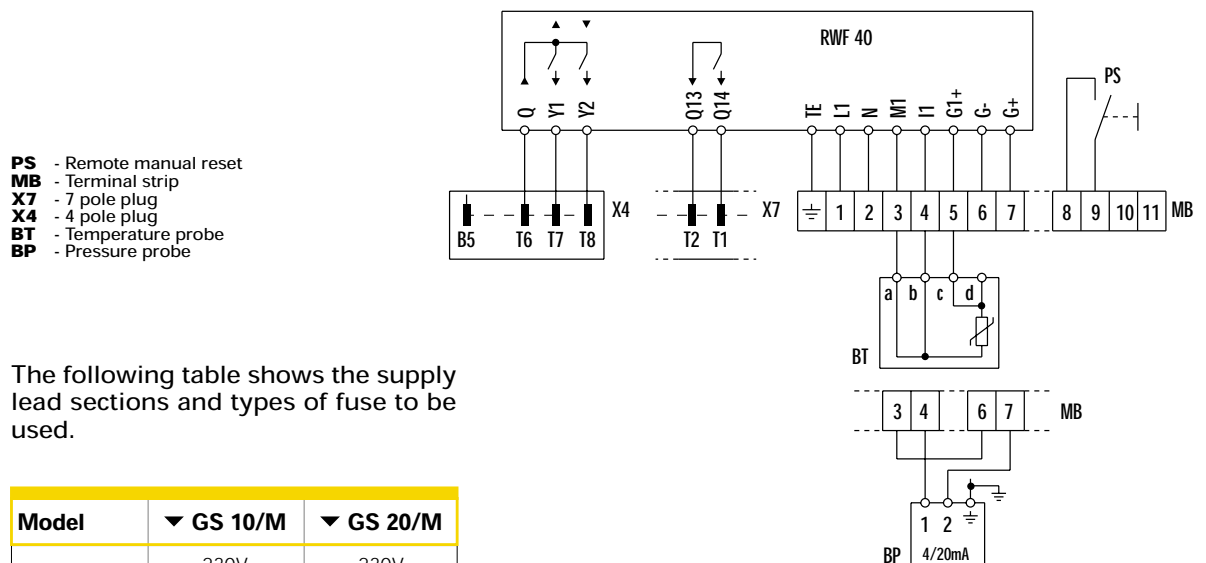 RWF 40
PS
Q Y1 Y2 Q13 Q14 TE L1 N M1 I1 G1+ G- G+
PS - Remote manual reset
MB - Terminal strip
X7 - 7 pole plug
X4 - 4 pole plug
BT - Temperature probe
BP - Pressure probe
B5 T6 T7 T8 X4
T2 T1 X7
1 2 3 4 5 6 7 8 9 10 11 MB
a b c d
BT
The following table shows the supply
lead sections and types of fuse to be
used.
3 4 6 7 MB
Model GS 10/M GS 20/M
230V 230V
1 2
BP 4/20mA